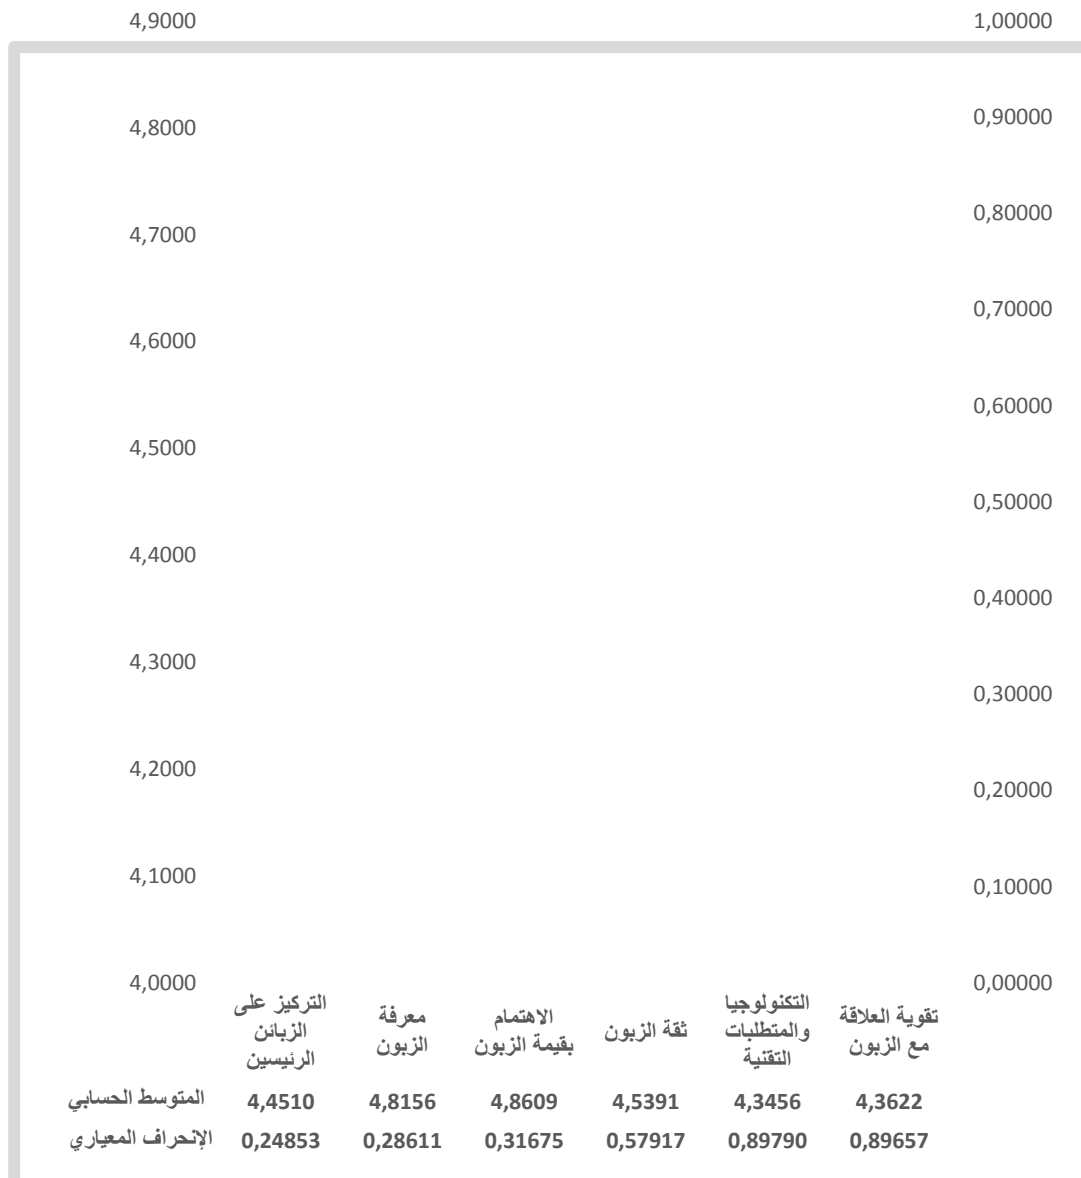 4,9000
4,8000
4,7000
4,6000
4,5000
4,4000
4,3000
4,2000
4,1000
4,0000
1,00000
0,90000
0,80000
0,70000
0,60000
0,50000
0,40000
0,30000
0,20000
0,10000
0,00000
التركيز على
الزبائن
الرئيسين
معرفة
الزبون
الاهتمام
بقيمة الزبون
ثقة الزبون
التكنولوجيا
والمتطلبات
التقنية
تقوية العلاقة
مع الزبون
المتوسط الحسابي 4,4510 4,8156 4,8609 4,5391 4,3456 4,3622
الإنحراف المعياري 0,24853 0,28611 0,31675 0,57917 0,89790 0,89657